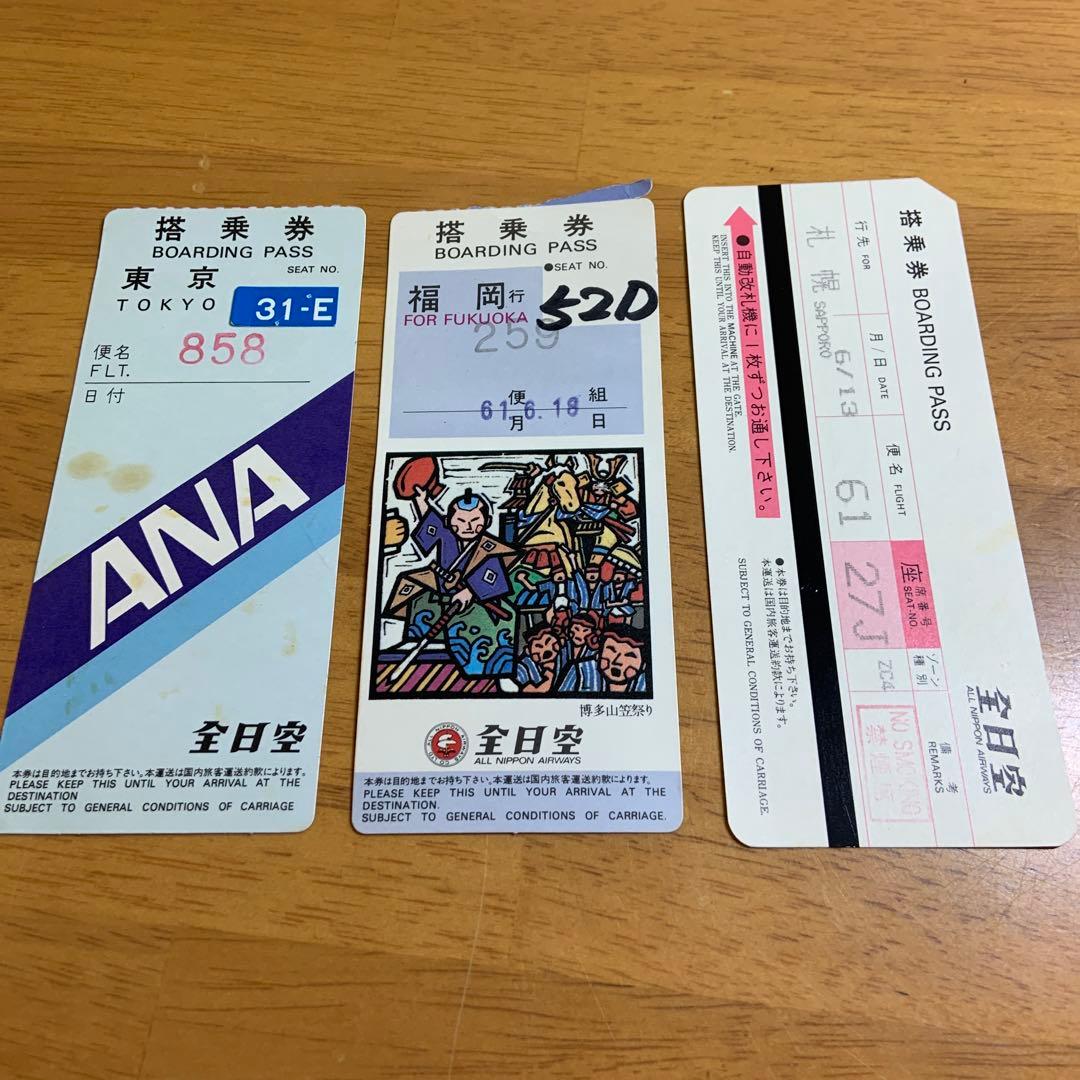 搭乗券
BOARDING PASS
東京
SEAT NO.
TOKYO
31-E
便名
FLT.
858
日付
ANA
全日空
本券は目的地までお持ち下さい。本運送は国内旅客運送約款によります。
PLEASE KEEP THIS UNTIL YOUR ARRIVAL AT THE
DESTINATION
SUBJECT TO GENERAL CONDITIONS OF CARRIAGE
搭乗券
BOARDING PASS
●SEAT NO.
福岡行
FOR FUKUOKA
52D
259
便 組
61.6.18
月 日
博多山笠祭り
全日空
ALL NIPPON AIRWAYS
本券は目的地までお持ち下さい。本運送は国内旅客運送約款によります。
PLEASE KEEP THIS UNTIL YOUR ARRIVAL AT THE
DESTINATION.
SUBJECT TO GENERAL CONDITIONS OF CARRIAGE.
搭乗券 BOARDING PASS
全日空
ALL NIPPON AIRWAYS
行先 FOR
月/日 DATE
便名 FLIGHT
座席番号 SEAT-NO.
ゾーン種別
備考 REMARKS
札幌 SAPPORO
6/13
61
27J
ZC4
NO SMOKING
禁煙席
●自動改札機に1枚ずつお通し下さい。
INSERT THIS INTO THE MACHINE AT THE GATE.
KEEP THIS UNTIL YOUR ARRIVAL AT THE DESTINATION.
●本券は目的地までお持ち下さい。
本運送は国内旅客運送約款によります。
SUBJECT TO GENERAL CONDITIONS OF CARRIAGE.